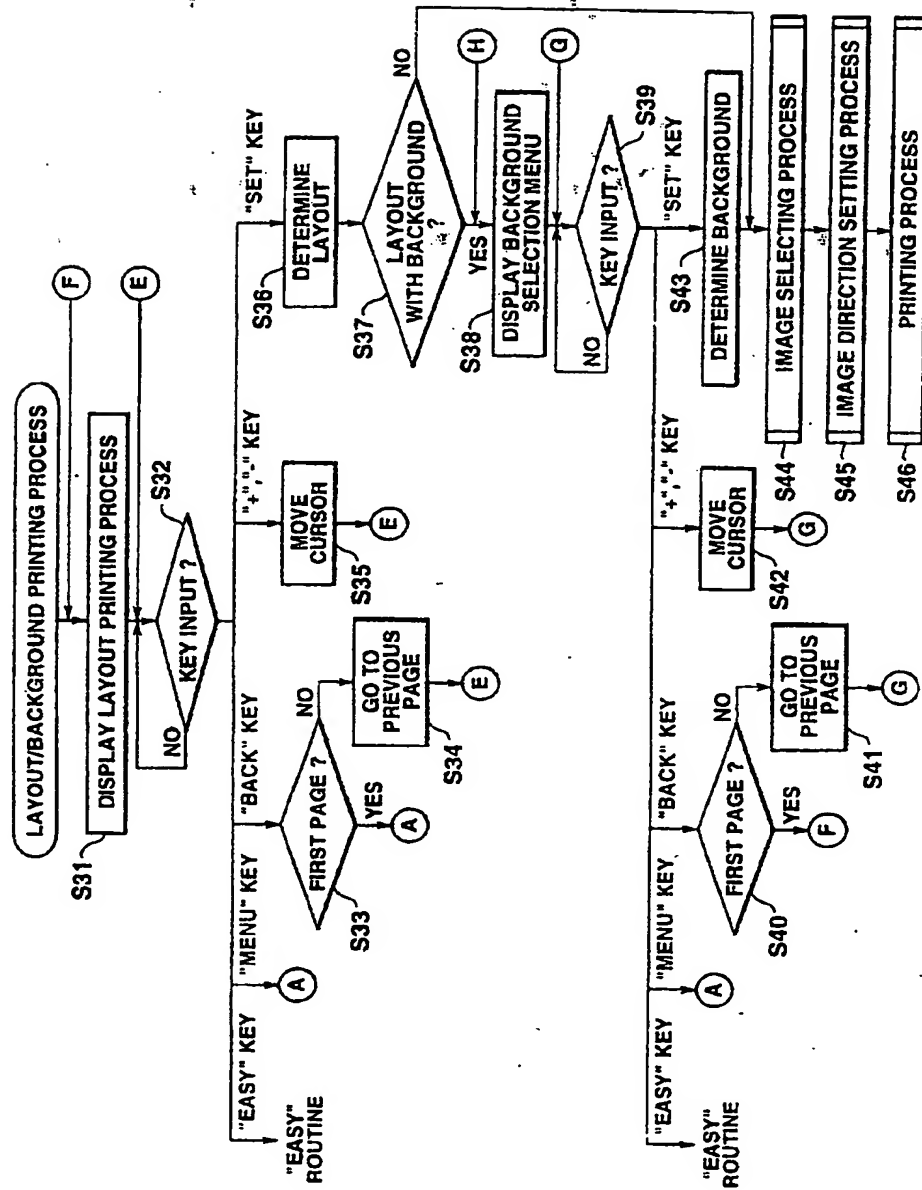 LAYOUT/BACKGROUND PRINTING PROCESS
F
S31
DISPLAY LAYOUT PRINTING PROCESS
E
S32
KEY INPUT ?
NO
"EASY" KEY
"EASY"
ROUTINE
"MENU" KEY
A
"BACK" KEY
S33
FIRST PAGE ?
NO
YES
A
S34
GO TO
PREVIOUS
PAGE
E
"+","-" KEY
S35
MOVE
CURSOR
E
"SET" KEY
S36
DETERMINE
LAYOUT
S37
LAYOUT
WITH BACKGROUND
?
NO
YES
H
S38
DISPLAY BACKGROUND
SELECTION MENU
G
S39
KEY INPUT ?
NO
"EASY" KEY
"EASY"
ROUTINE
"MENU" KEY
A
"BACK" KEY
S40
FIRST PAGE ?
NO
YES
F
S41
GO TO
PREVIOUS
PAGE
G
"+","-" KEY
S42
MOVE
CURSOR
G
"SET" KEY
S43
DETERMINE BACKGROUND
S44
IMAGE SELECTING PROCESS
S45
IMAGE DIRECTION SETTING PROCESS
S46
PRINTING PROCESS